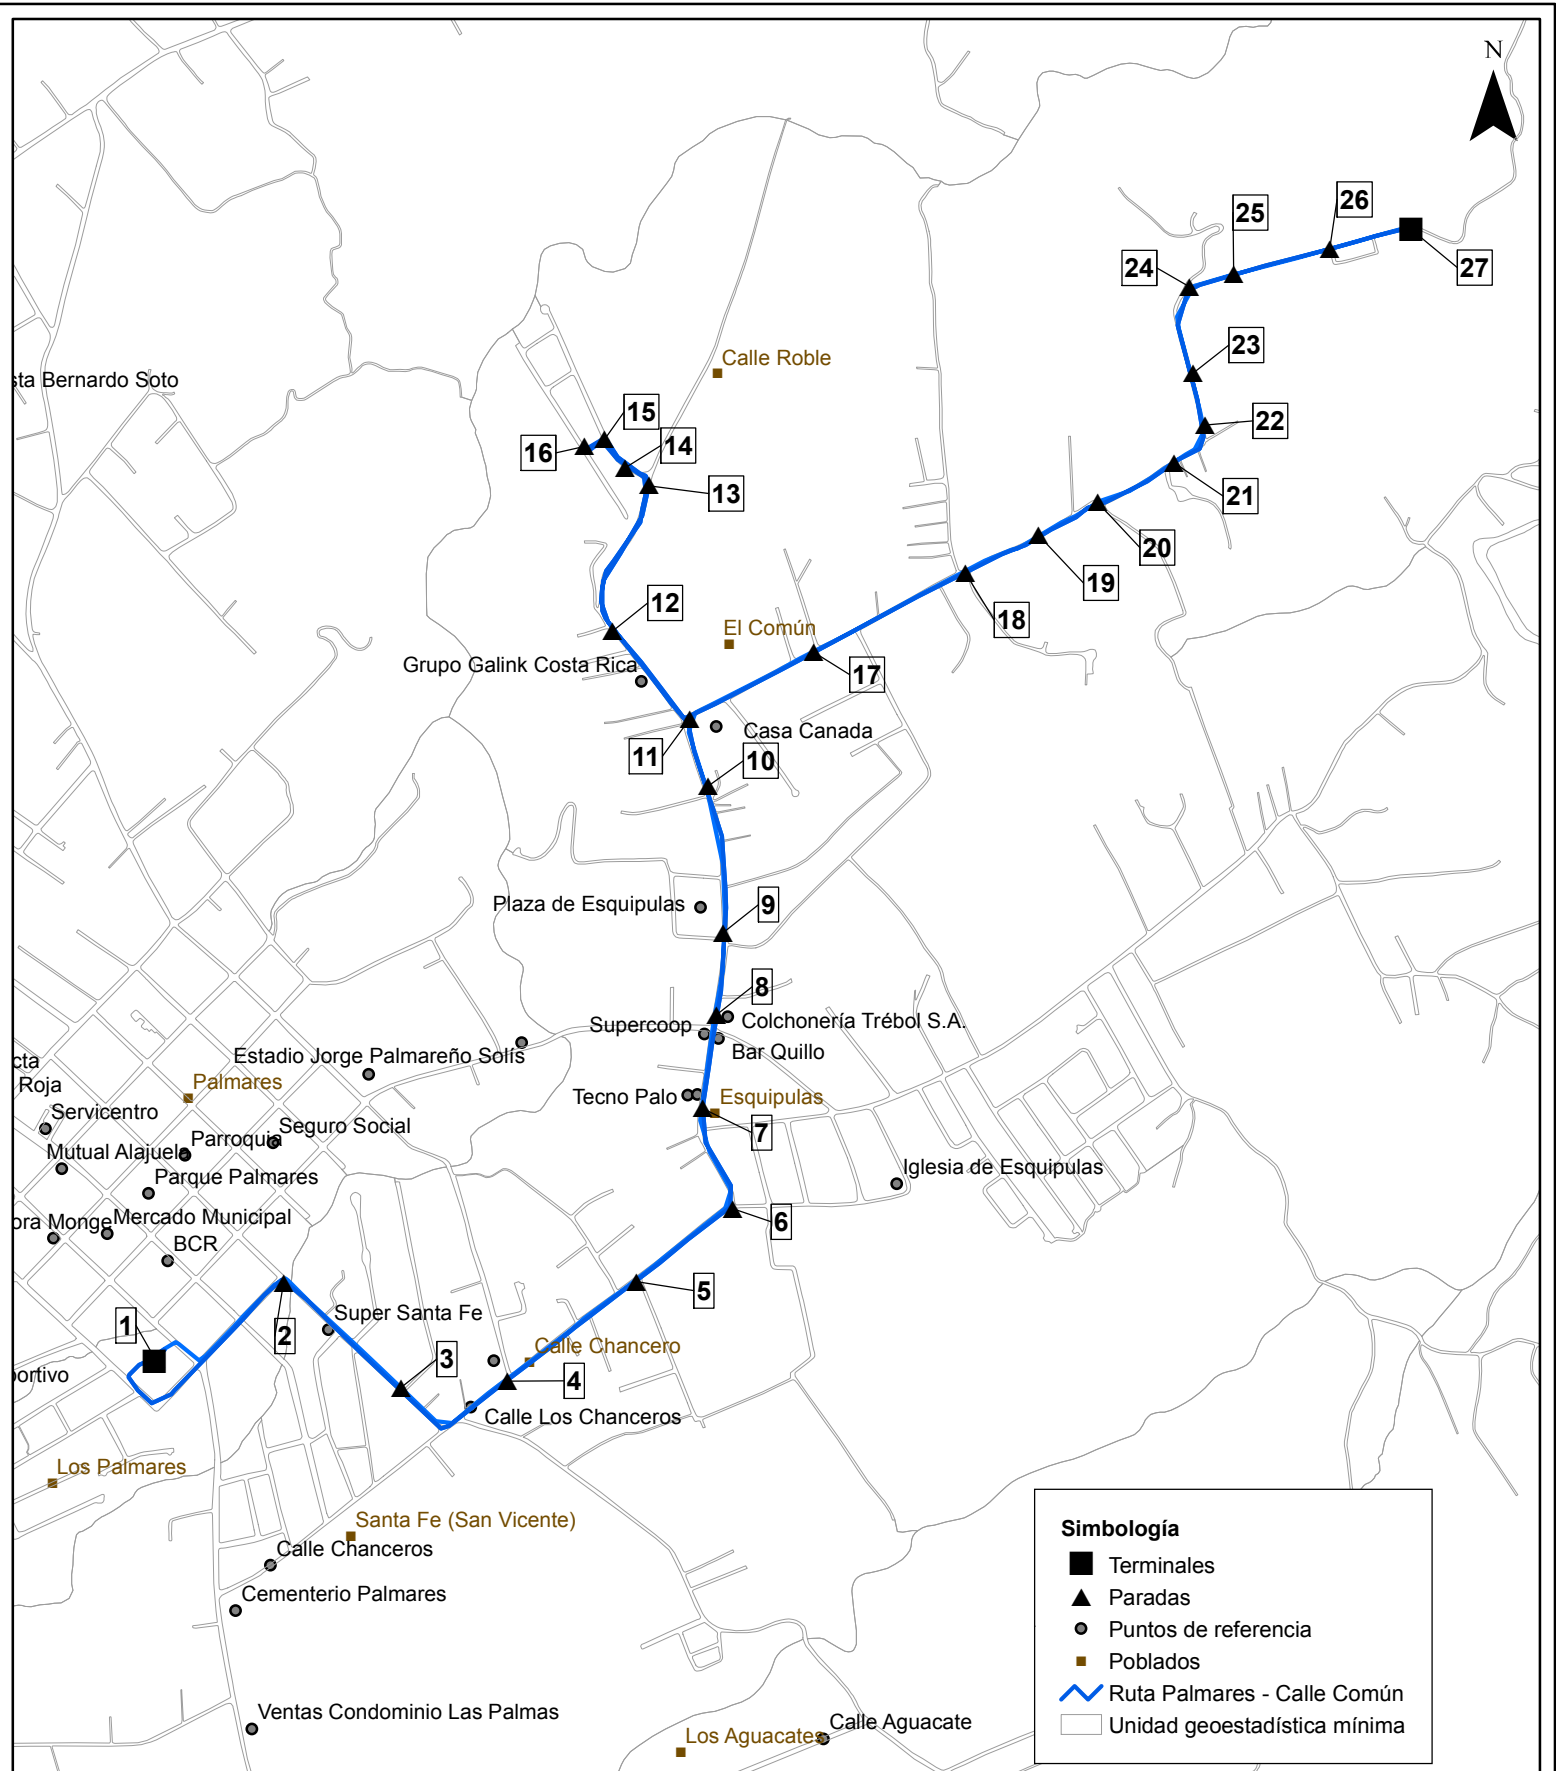 N
26
25
24
27
23
Calle Roble
sta Bernardo Soto
15
22
16
14
13
21
20
19
12
18
El Común
Grupo Galink Costa Rica
17
Casa Canada
11
10
Plaza de Esquipulas
9
8
Colchonería Trébol S.A.
Supercoop
Bar Quillo
Estadio Jorge Palmareño Solís
cta
Roja
Palmares
Tecno Palo
Esquipulas
Servicentro
Seguro Social
7
Parroquia
Mutual Alajuela
Iglesia de Esquipulas
Parque Palmares
Mercado Municipal
ora Monge
6
BCR
5
Super Santa Fe
1
2
Calle Chancero
3
portivo
4
Calle Los Chanceros
Los Palmares
Santa Fe (San Vicente)
Calle Chanceros
Cementerio Palmares
Ventas Condominio Las Palmas
Los Aguacates
Calle Aguacate
Simbología
Terminales
Paradas
Puntos de referencia
Poblados
Ruta Palmares - Calle Común
Unidad geoestadística mínima